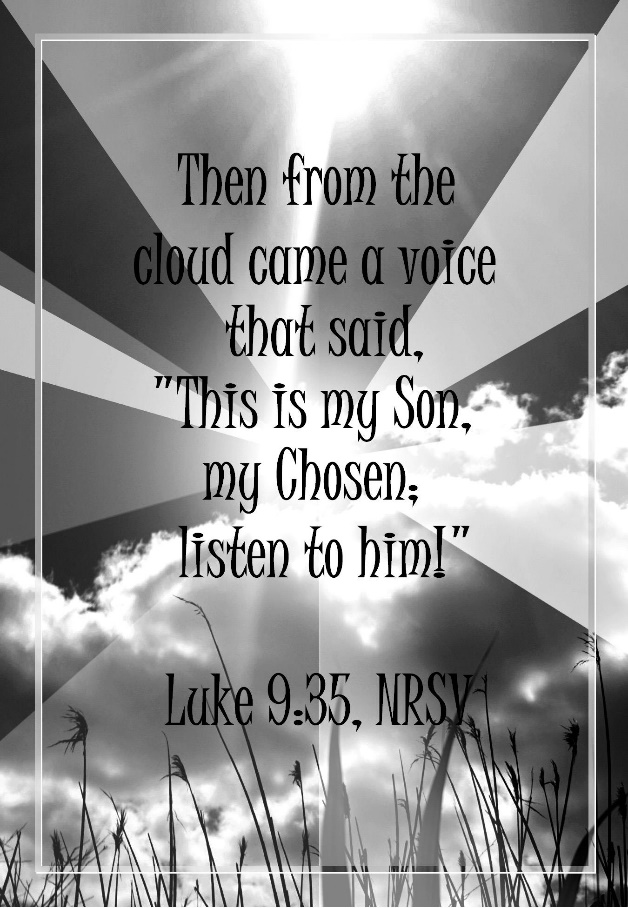 Then from the
cloud came a voice
that said,
"This is my Son,
my Chosen;
listen to him!"
Luke 9:35, NRSV